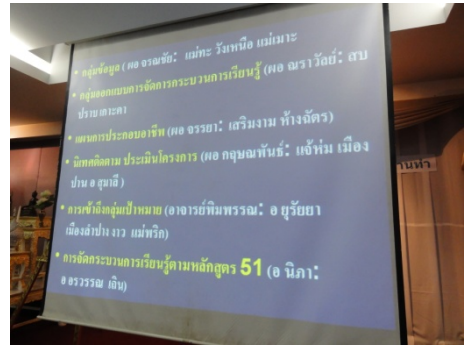 • กลุ่มข้อมูล (ผอ จรณชัย: แม่ทะ วังเหนือ แม่เมาะ)
• กลุ่มออกแบบการจัดการกระบวนการเรียนรู้ (ผอ ณราวัลย์: สบ
ปราบ เกาะคา
• แผนการประกอบอาชีพ (ผอ จรรยา: เสริมงาม ห้างฉัตร)
• นิเทศติดตาม ประเมินโครงการ (ผอ กฤษณพันธ์: แจ้ห่ม เมือง
ปาน อ สุมาลี )
• การเข้าถึงกลุ่มเป้าหมาย (อาจารย์พิมพรรณ: อ ยุรัยยา
เมืองลำปาง งาว แม่พริก)
• การจัดกระบวนการเรียนรู้ตามหลักสูตร 51 (อ นิภา:
อ อรวรรณ เถิน)